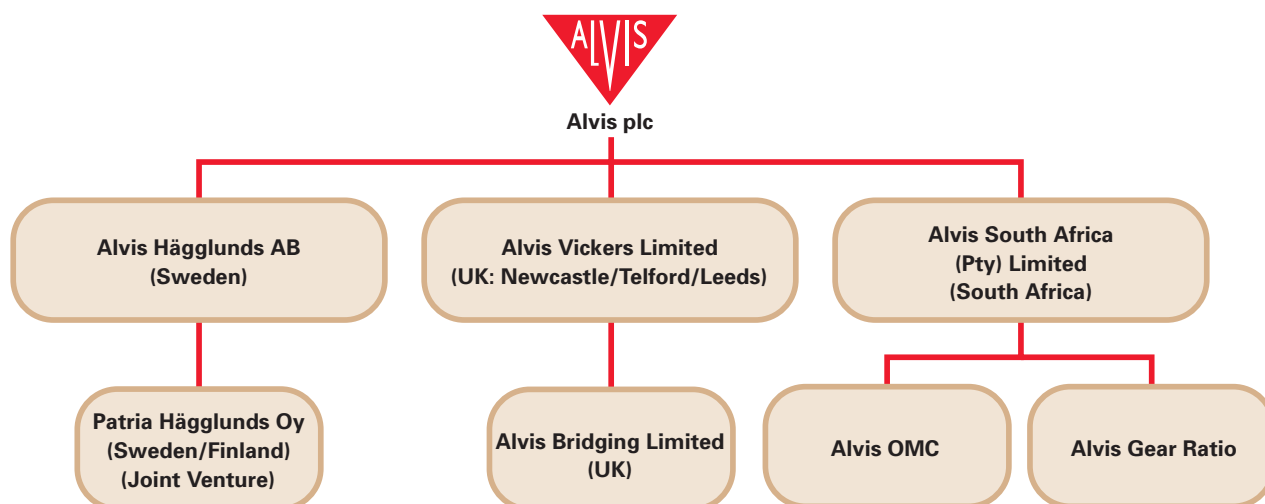 ALVIS
Alvis plc
Alvis Hägglunds AB
(Sweden)
Alvis Vickers Limited
(UK: Newcastle/Telford/Leeds)
Alvis South Africa
(Pty) Limited
(South Africa)
Patria Hägglunds Oy
(Sweden/Finland)
(Joint Venture)
Alvis Bridging Limited
(UK)
Alvis OMC
Alvis Gear Ratio